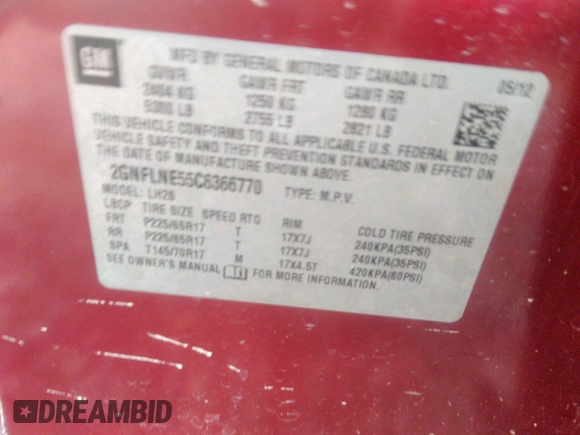 GM
MFD BY GENERAL MOTORS OF CANADA LTD.
05/12
GVWR GAWR FRT GAWR RR
2404 KG 1250 KG 1280 KG
5300 LB 2756 LB 2821 LB
THIS VEHICLE CONFORMS TO ALL APPLICABLE U.S. FEDERAL MOTOR
VEHICLE SAFETY AND THEFT PREVENTION STANDARDS IN EFFECT ON
THE DATE OF MANUFACTURE SHOWN ABOVE.
2GNFLNE55C6366770 TYPE: M.P.V.
MODEL: LH26
L8CP TIRE SIZE SPEED RTG RIM COLD TIRE PRESSURE
FRT P225/65R17 T 17X7J 240KPA(35PSI)
RR P225/65R17 T 17X7J 240KPA(35PSI)
SPA T145/70R17 M 17X4.5T 420KPA(60PSI)
SEE OWNER'S MANUAL FOR MORE INFORMATION.
DREAMBID